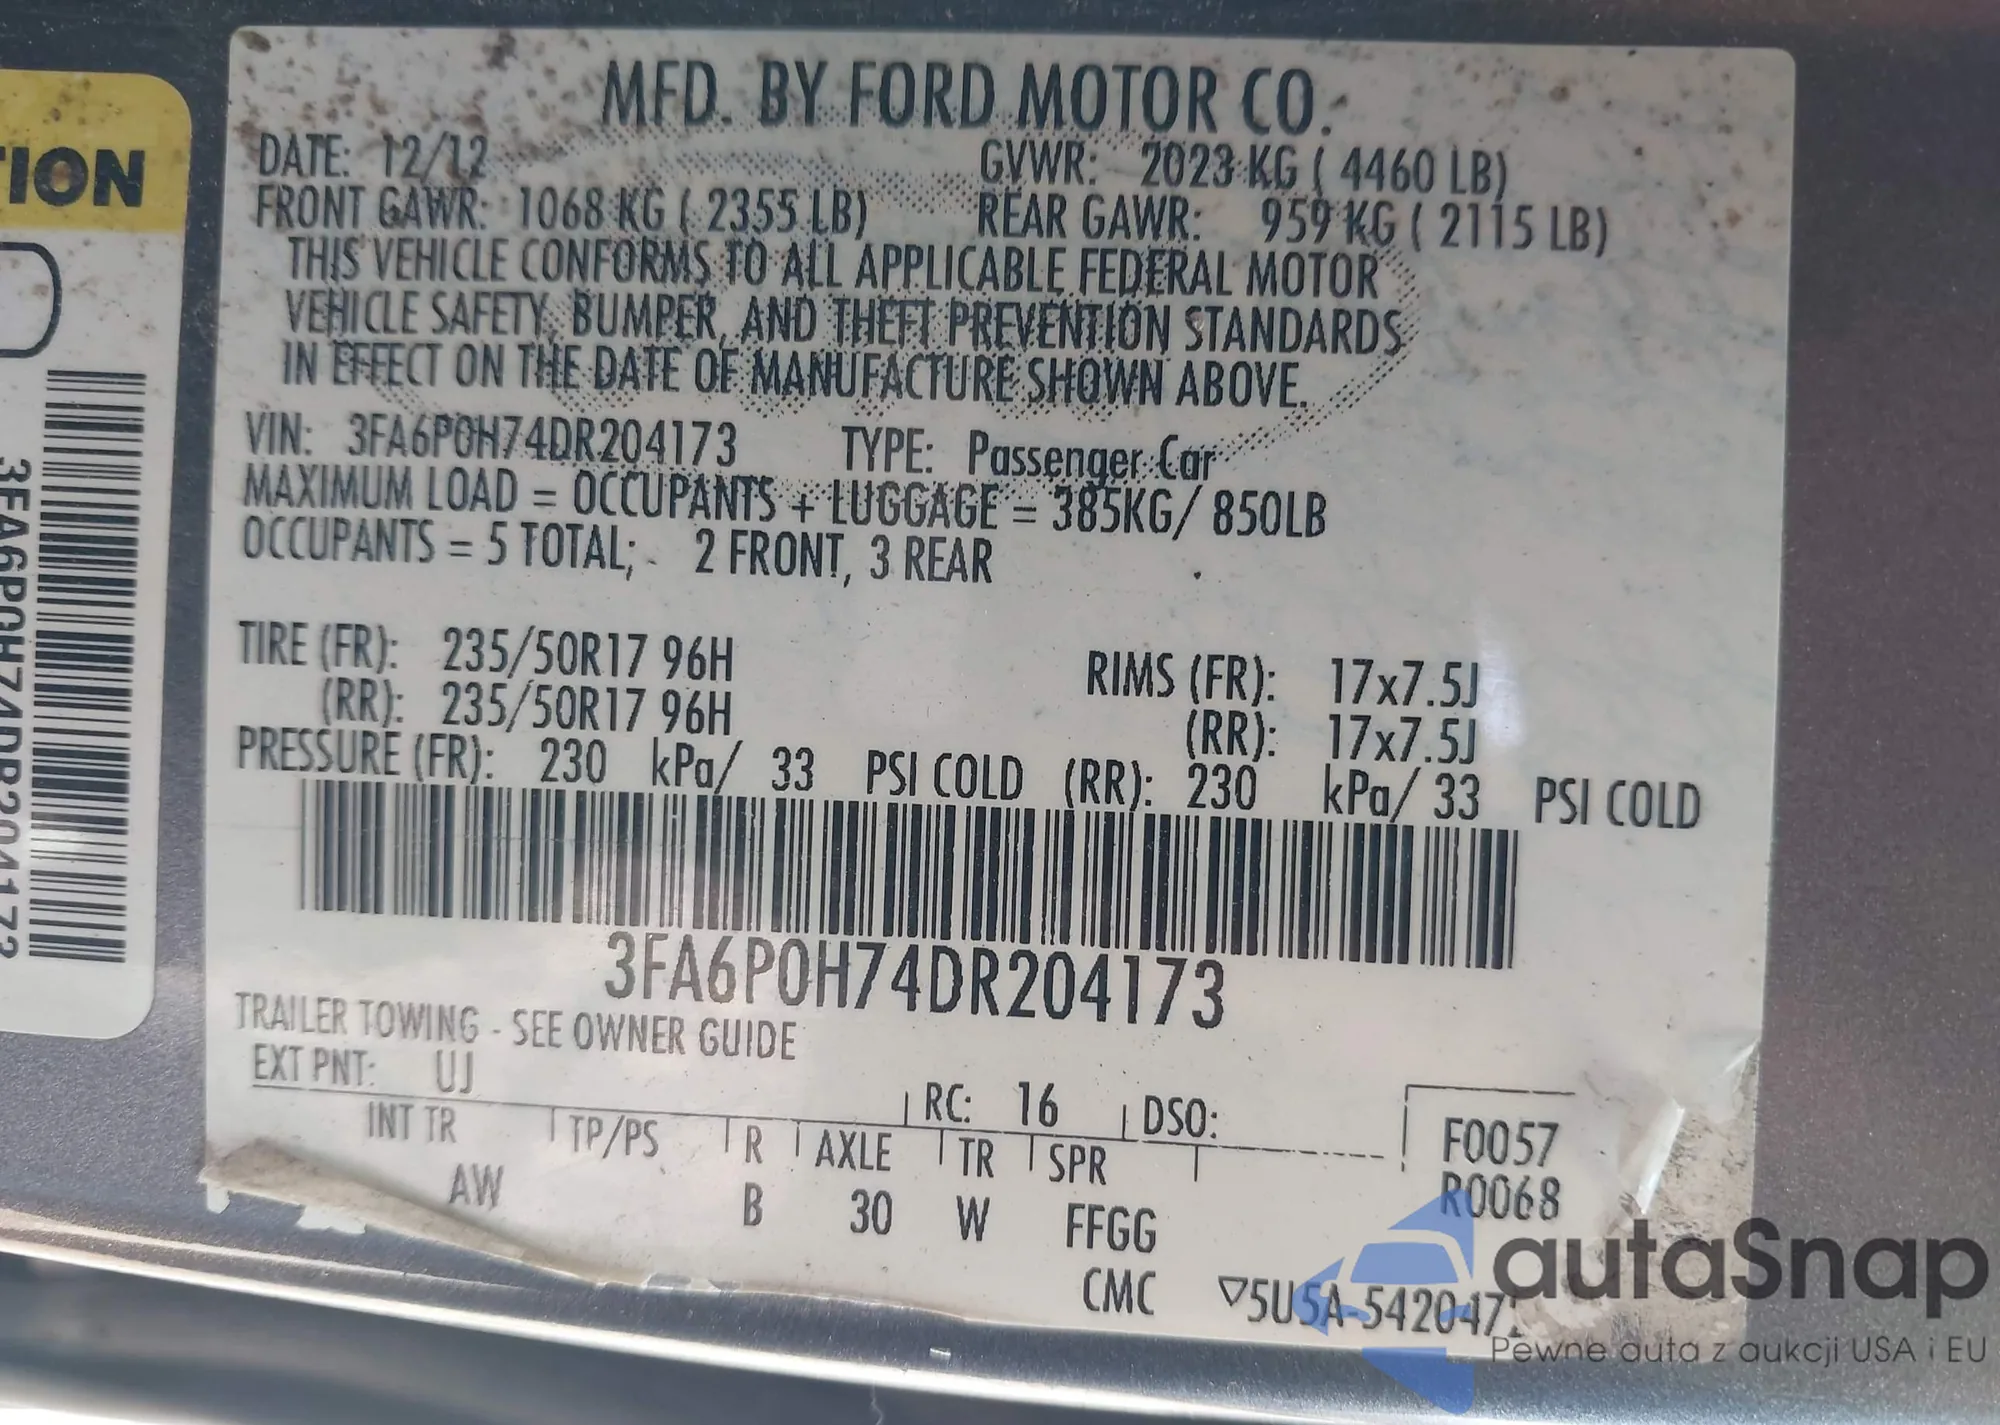 TION
3FA6P0H74DR204173
MFD. BY FORD MOTOR CO.
DATE: 12/12 GVWR: 2023 KG ( 4460 LB)
FRONT GAWR: 1068 KG ( 2355 LB) REAR GAWR: 959 KG ( 2115 LB)
THIS VEHICLE CONFORMS TO ALL APPLICABLE FEDERAL MOTOR
VEHICLE SAFETY, BUMPER, AND THEFT PREVENTION STANDARDS
IN EFFECT ON THE DATE OF MANUFACTURE SHOWN ABOVE.
VIN: 3FA6P0H74DR204173 TYPE: Passenger Car
MAXIMUM LOAD = OCCUPANTS + LUGGAGE = 385KG/ 850LB
OCCUPANTS = 5 TOTAL; 2 FRONT, 3 REAR
TIRE (FR): 235/50R17 96H RIMS (FR): 17x7.5J
(RR): 235/50R17 96H (RR): 17x7.5J
PRESSURE (FR): 230 kPa/ 33 PSI COLD (RR): 230 kPa/ 33 PSI COLD
3FA6P0H74DR204173
TRAILER TOWING - SEE OWNER GUIDE
EXT PNT: UJ RC: 16 DSO:
INT TR TP/PS R AXLE TR SPR F0057
AW B 30 W FFGG R0068
CMC ▽5U5A-542047
autaSnap
Pewne auta z aukcji USA i EU